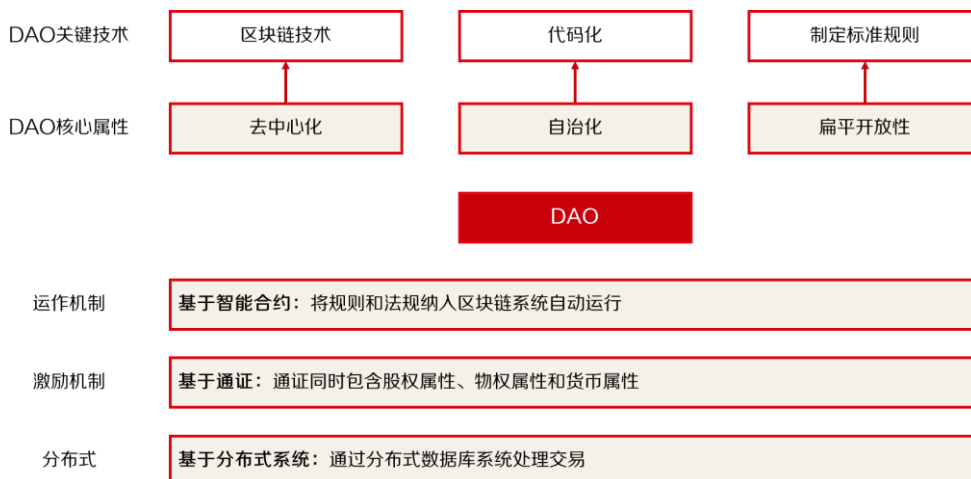 DAO关键技术 区块链技术 代码化 制定标准规则
DAO核心属性 去中心化 自治化 扁平开放性
DAO
运作机制 基于智能合约：将规则和法规纳入区块链系统自动运行
激励机制 基于通证：通证同时包含股权属性、物权属性和货币属性
分布式 基于分布式系统：通过分布式数据库系统处理交易